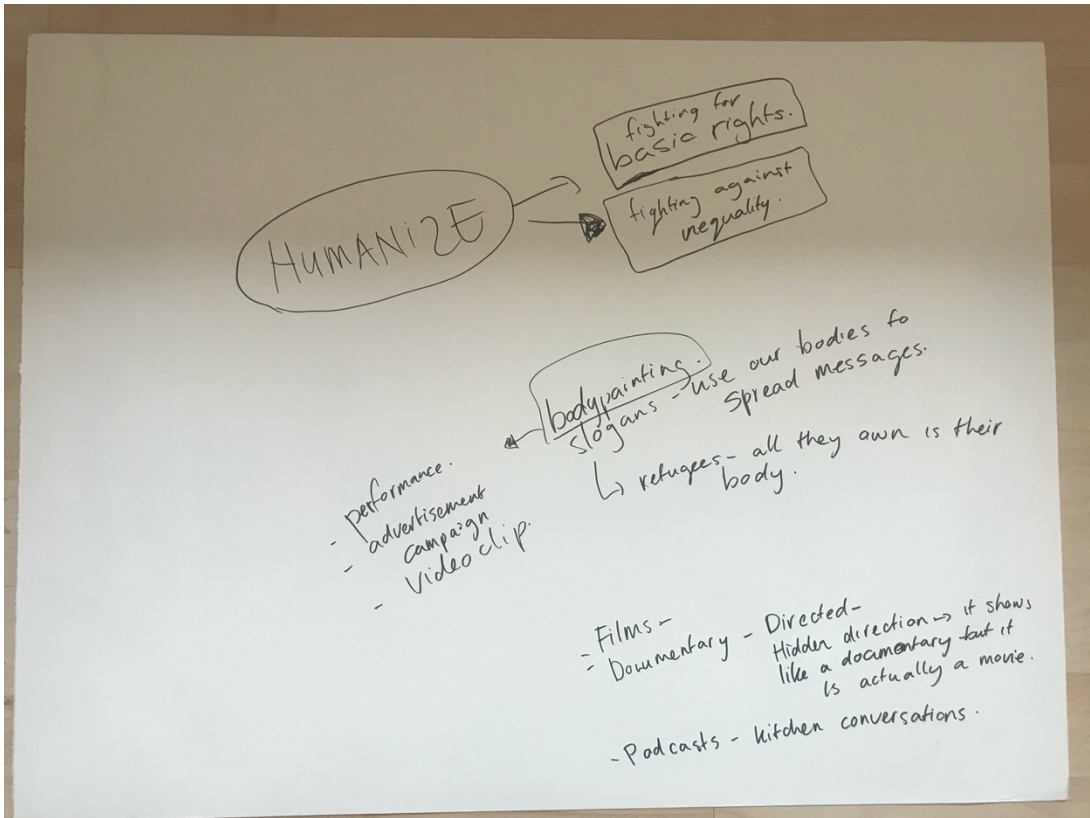 fighting for
basic rights.
HUMANIZE
fighting against
inequality.
bodypainting.
slogans - use our bodies to
spread messages.
↳ refugees - all they own is their
body.
- performance.
- advertisement
campaign
- video clip.
- Films -
- Documentary - Directed -
Hidden direction → it shows
like a documentary but it
is actually a movie.
- Podcasts - kitchen conversations.